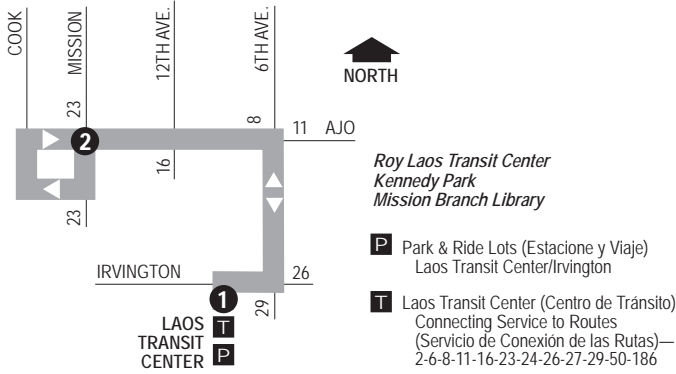 COOK
MISSION
12TH AVE.
6TH AVE.
NORTH
23
8
11 AJO
2
16
23
IRVINGTON
26
1
29
LAOS T
TRANSIT
CENTER P
Roy Laos Transit Center
Kennedy Park
Mission Branch Library
P Park & Ride Lots (Estacione y Viaje)
Laos Transit Center/Irvington
T Laos Transit Center (Centro de Tránsito)
Connecting Service to Routes
(Servicio de Conexión de las Rutas)—
2-6-8-11-16-23-24-26-27-29-50-186